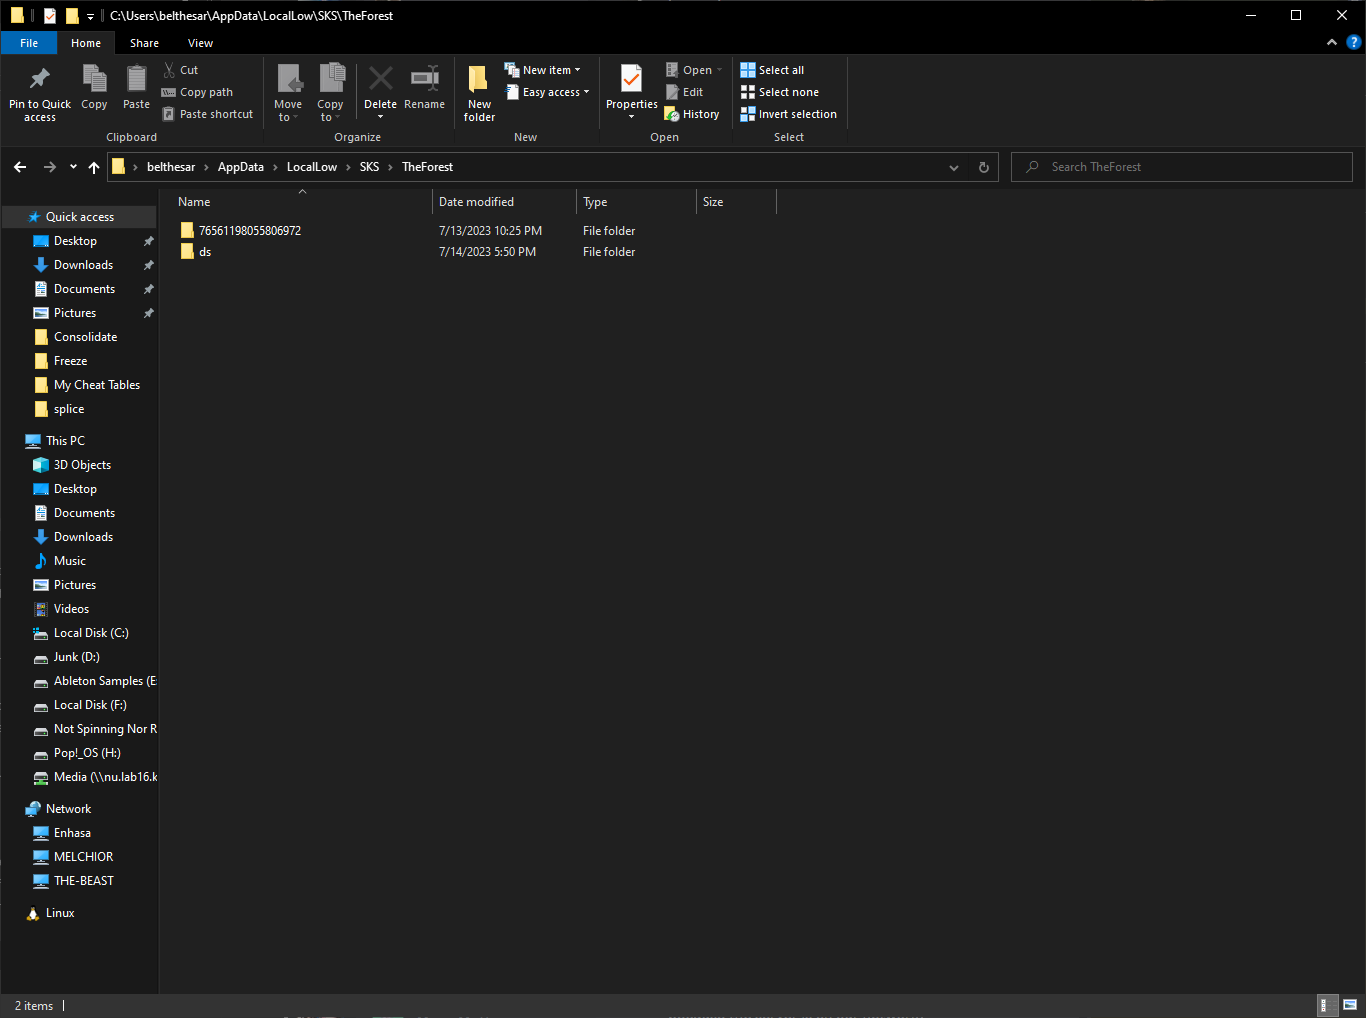 C:\Users\belthesar\AppData\LocalLow\SKS\TheForest
File Home Share View
Pin to Quick access
Copy
Paste
Cut
Copy path
Paste shortcut
Clipboard
Move to
Copy to
Delete
Rename
Organize
New folder
New item
Easy access
New
Properties
Open
Edit
History
Open
Select all
Select none
Invert selection
Select
belthesar > AppData > LocalLow > SKS > TheForest
Search TheForest
Name Date modified Type Size
76561198055806972 7/13/2023 10:25 PM File folder
ds 7/14/2023 5:50 PM File folder
Quick access
Desktop
Downloads
Documents
Pictures
Consolidate
Freeze
My Cheat Tables
splice
This PC
3D Objects
Desktop
Documents
Downloads
Music
Pictures
Videos
Local Disk (C:)
Junk (D:)
Ableton Samples (E:
Local Disk (F:)
Not Spinning Nor R
Pop!_OS (H:)
Media (\\nu.lab16.k
Network
Enhasa
MELCHIOR
THE-BEAST
Linux
2 items